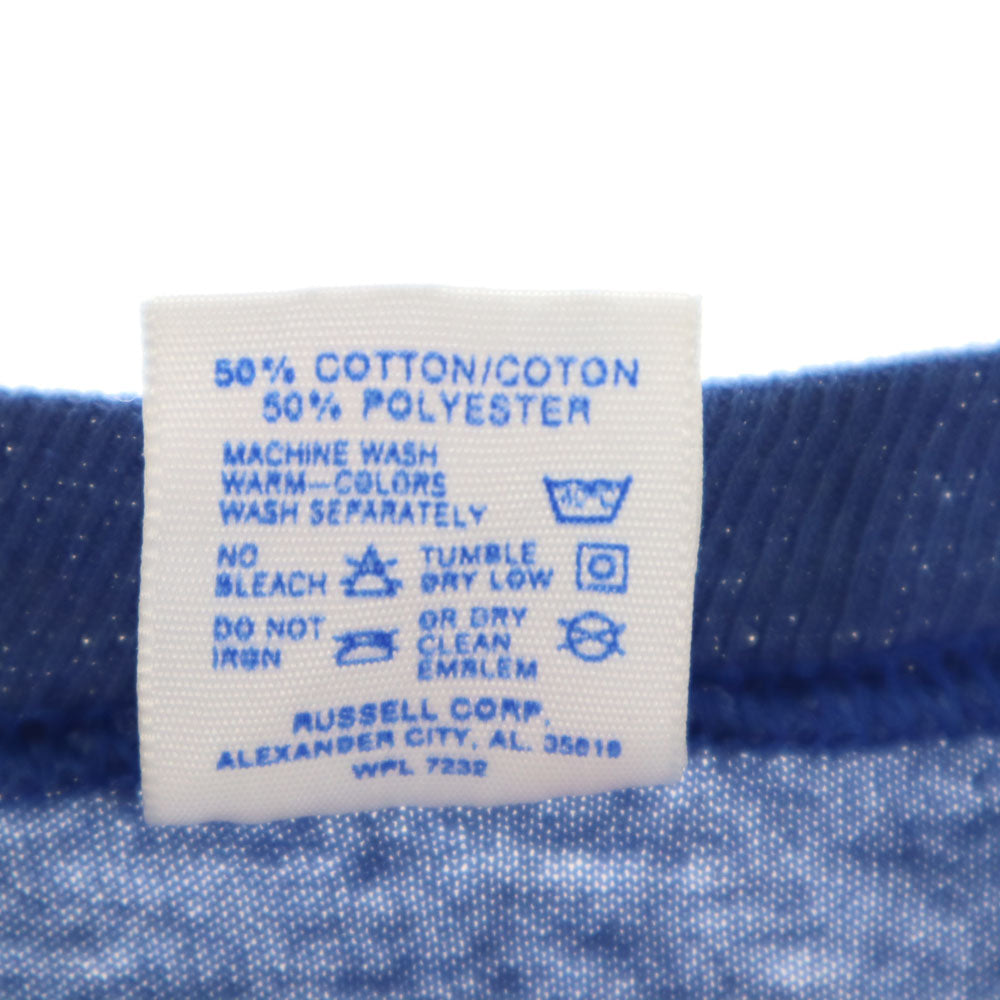 50% COTTON/COTON
50% POLYESTER
MACHINE WASH
WARM—COLORS
WASH SEPARATELY
40°C
NO
BLEACH
TUMBLE
DRY LOW
DO NOT
IRON
OR DRY
CLEAN
EMBLEM
RUSSELL CORP.
ALEXANDER CITY, AL. 35010
WPL 7232